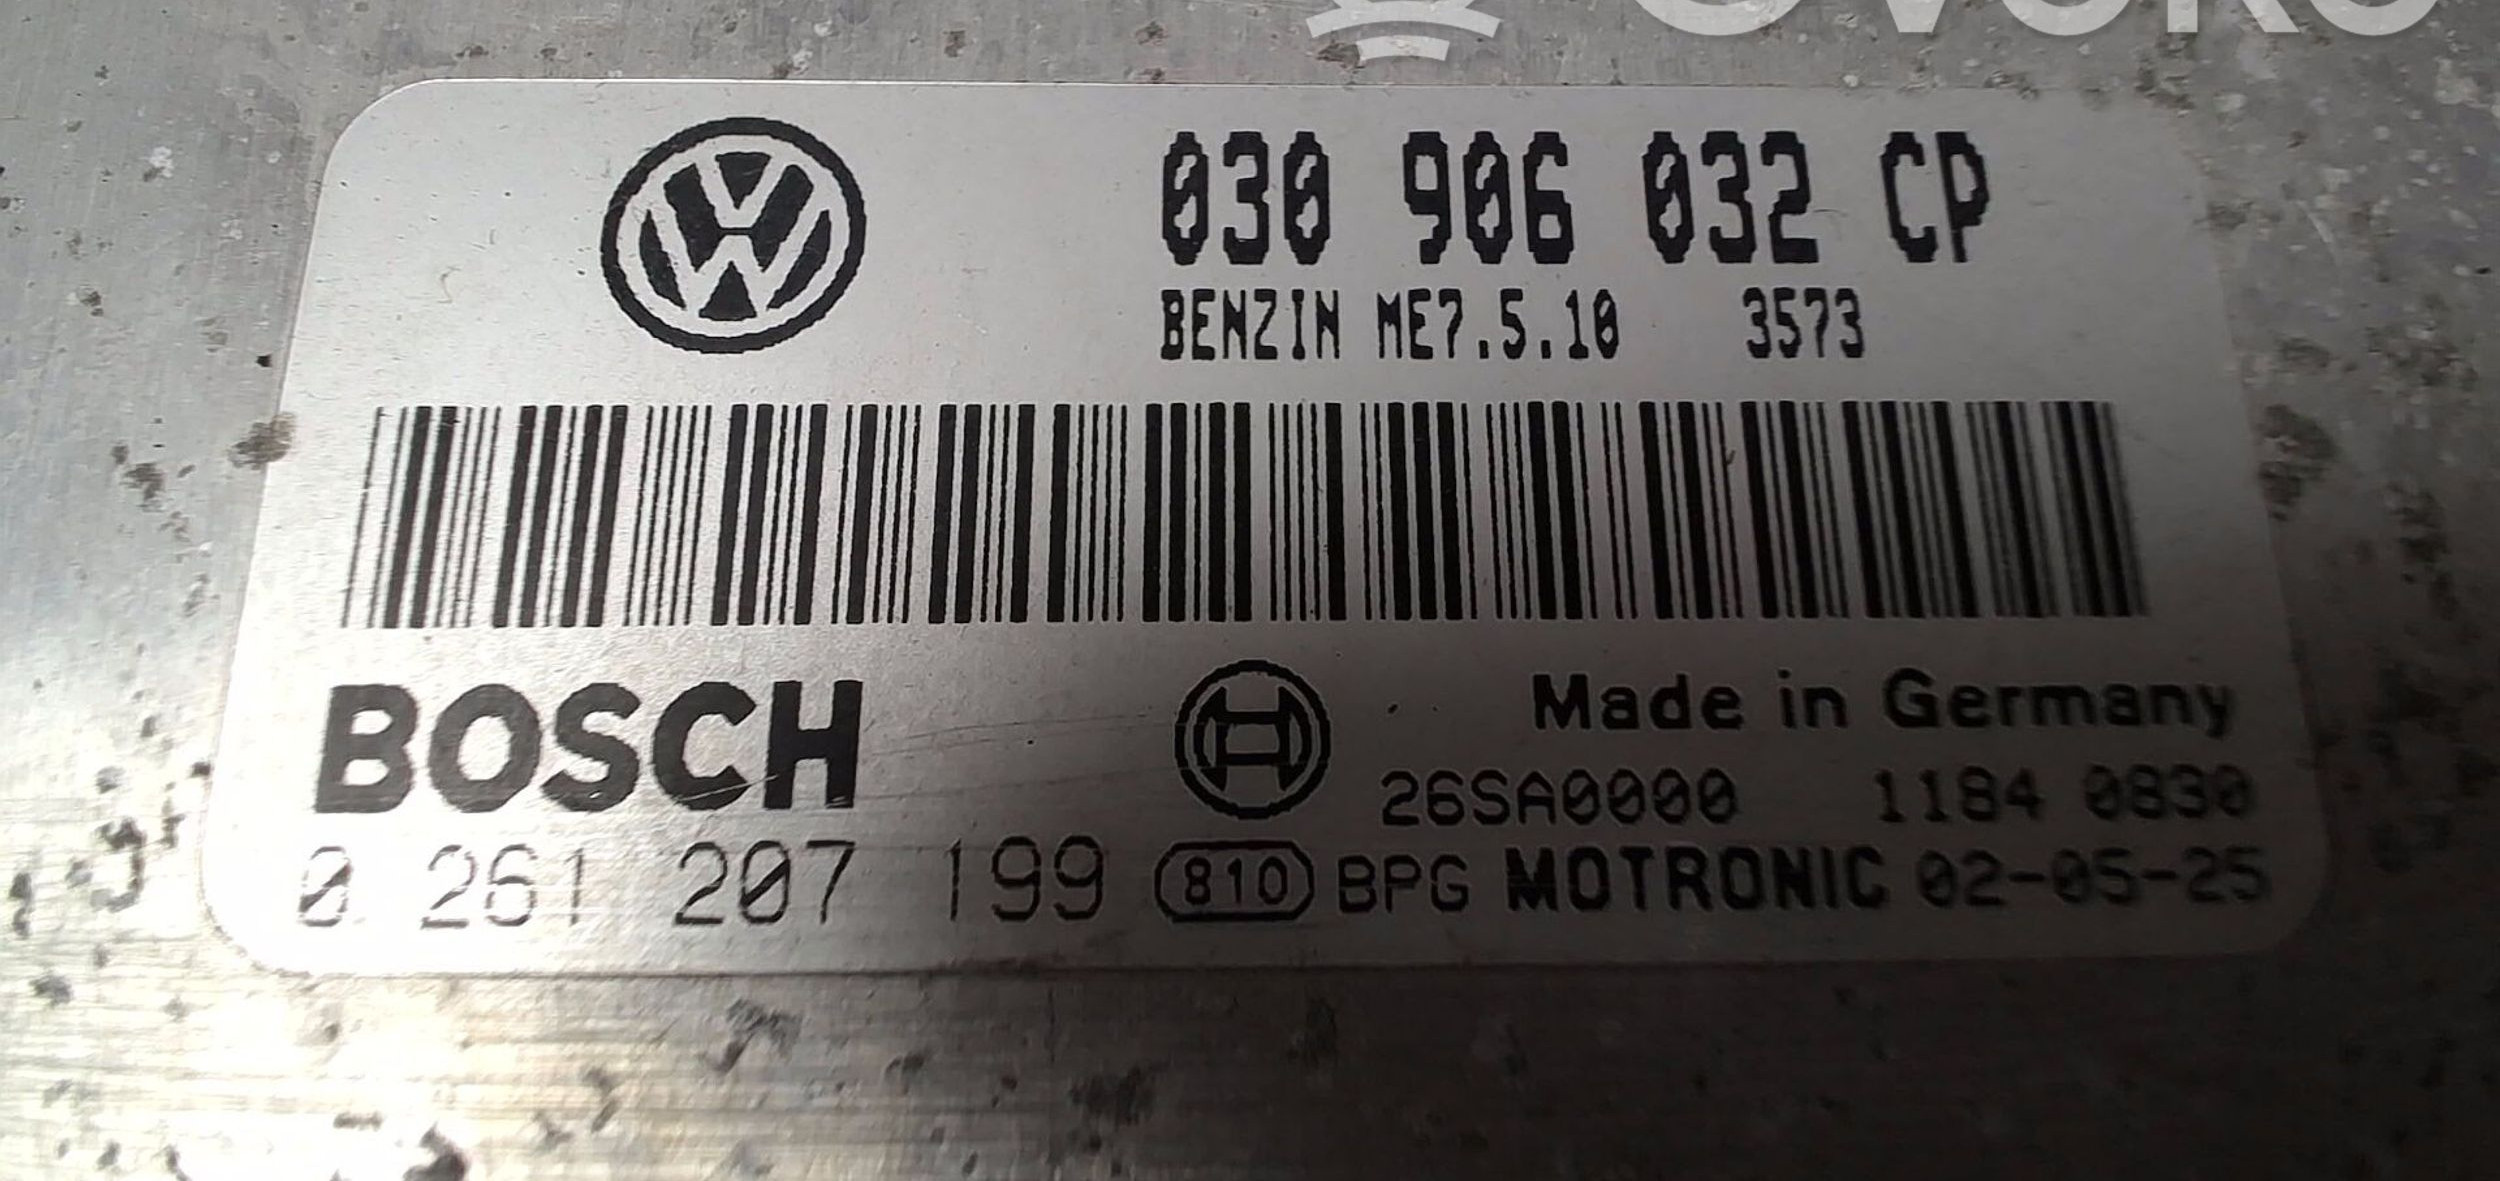 030 906 032 CP
BENZIN ME7.5.10 3573
BOSCH
Made in Germany
26SA0000 1184 0830
0 261 207 199 810 BPG MOTRONIC 02-05-25